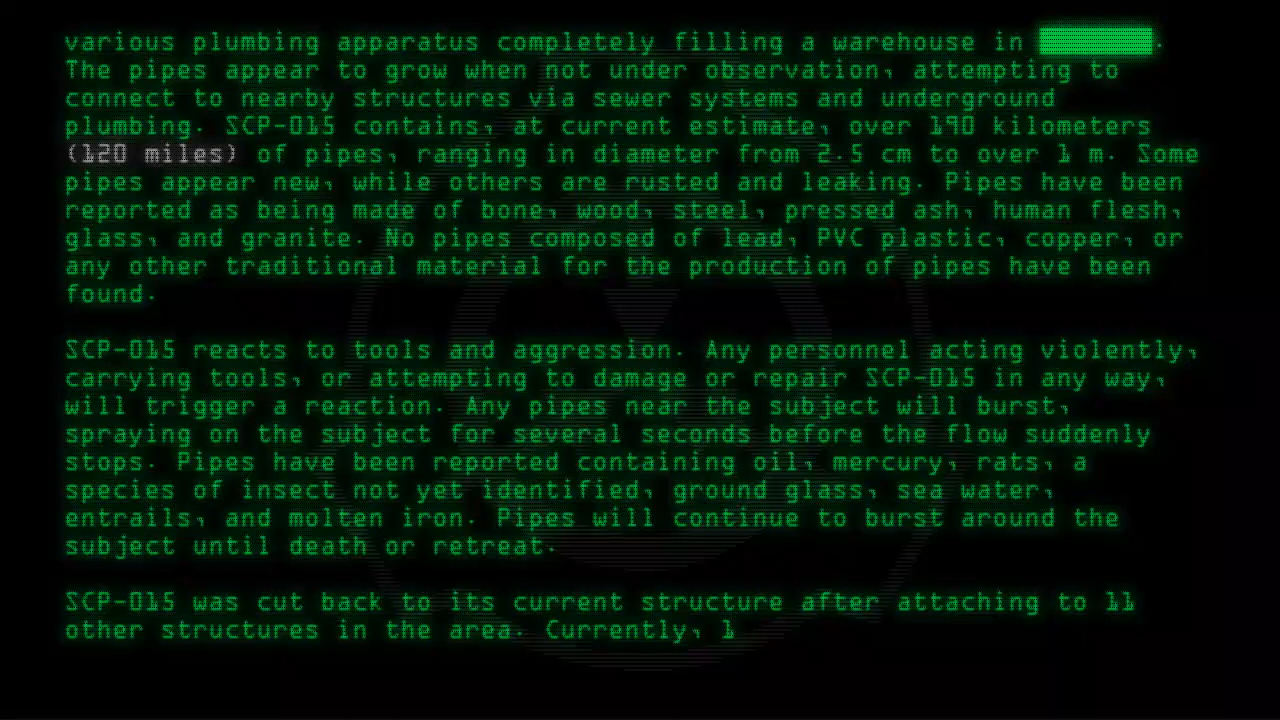 various plumbing apparatus completely filling a warehouse in ███████.
The pipes appear to grow when not under observation, attempting to
connect to nearby structures via sewer systems and underground
plumbing. SCP-015 contains, at current estimate, over 190 kilometers
(120 miles) of pipes, ranging in diameter from 2.5 cm to over 1 m. Some
pipes appear new, while others are rusted and leaking. Pipes have been
reported as being made of bone, wood, steel, pressed ash, human flesh,
glass, and granite. No pipes composed of lead, PVC plastic, copper, or
any other traditional material for the production of pipes have been
found.
SCP-015 reacts to tools and aggression. Any personnel acting violently,
carrying tools, or attempting to damage or repair SCP-015 in any way,
will trigger a reaction. Any pipes near the subject will burst,
spraying on the subject for several seconds before the flow suddenly
stops. Pipes have been reported containing oil, mercury, rats, a
species of insect not yet identified, ground glass, sea water,
entrails, and molten iron. Pipes will continue to burst around the
subject until death or retreat.
SCP-015 was cut back to its current structure after attaching to 11
other structures in the area. Currently, 1